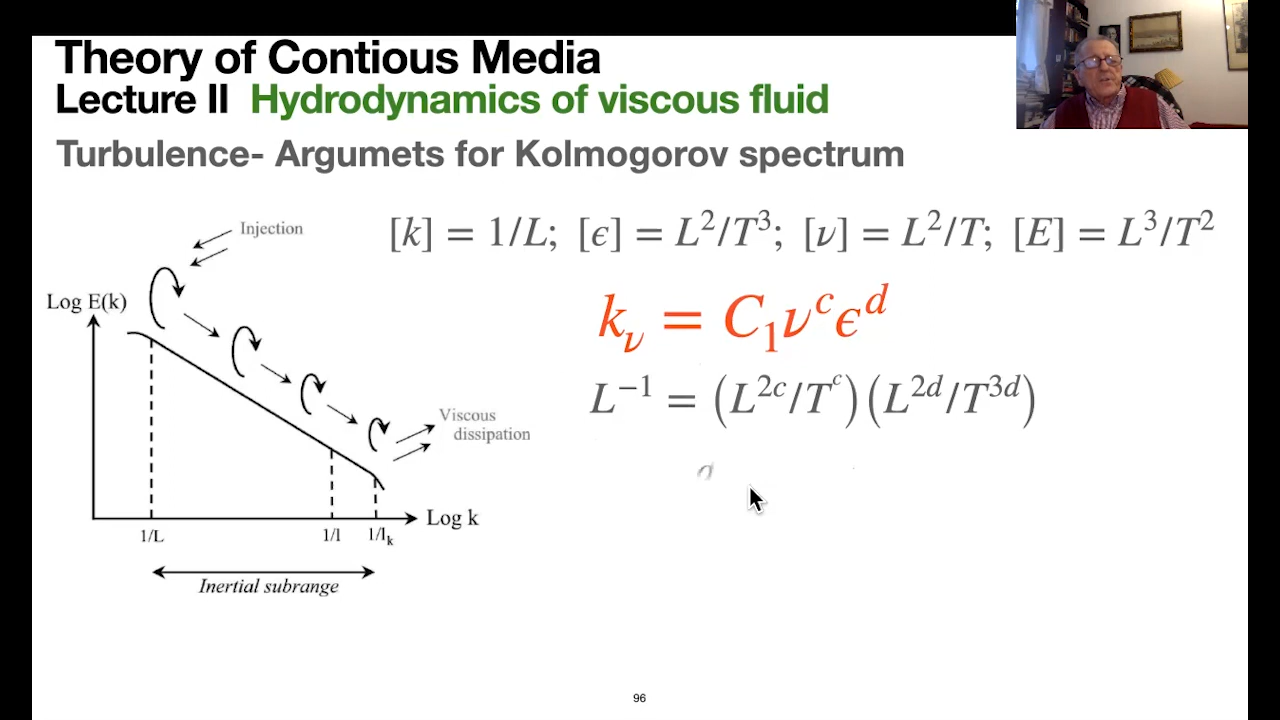 Theory of Contious Media
Lecture II Hydrodynamics of viscous fluid
Turbulence- Argumets for Kolmogorov spectrum
[k] = 1/L; [ϵ] = L²/T³; [ν] = L²/T; [E] = L³/T²
Injection
Log E(k)
k_ν = C₁ν^cϵ^d
L⁻¹ = (L^{2c}/T^c)(L^{2d}/T^{3d})
Viscous
dissipation
Log k
1/L 1/l 1/l_k
Inertial subrange
96